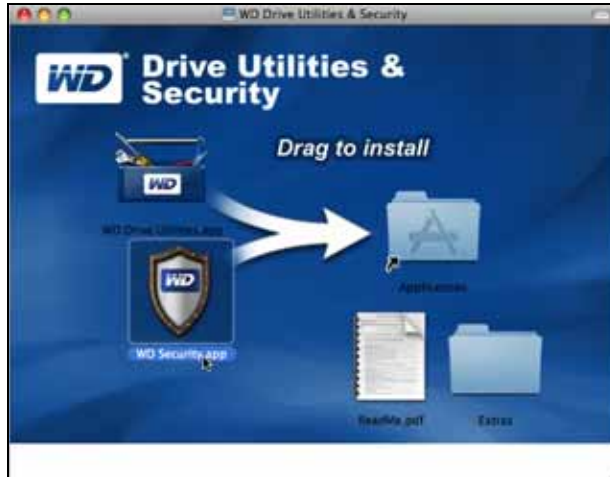 WD Drive Utilities & Security
WD
Drive Utilities &
Security
Drag to install
WD
WD Drive Utilities.app
Applications
WD
WD Security.app
ReadMe.pdf
Extras